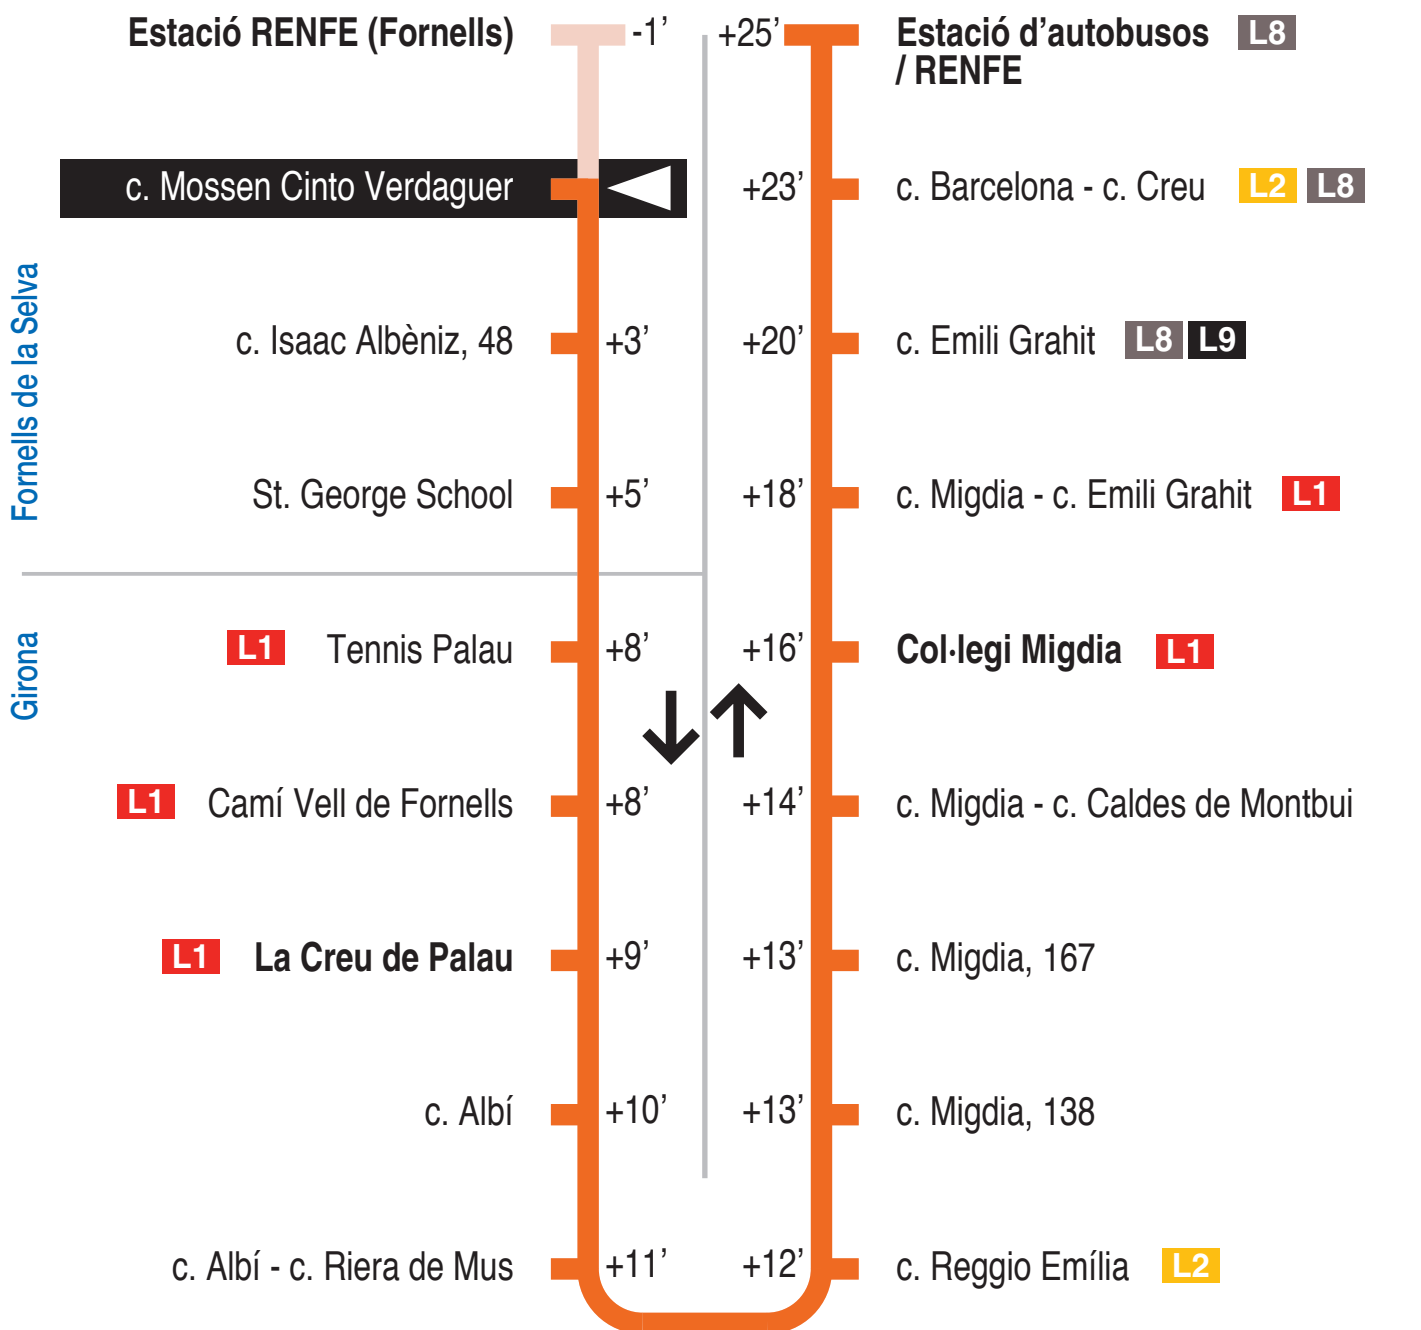 Estació RENFE (Fornells) -1’
c. Mossen Cinto Verdaguer
c. Isaac Albèniz, 48 +3’
St. George School +5’
L1 Tennis Palau +8’
L1 Camí Vell de Fornells +8’
L1 La Creu de Palau +9’
c. Albí +10’
c. Albí - c. Riera de Mus +11’
Fornells de la Selva
Girona
+25’ Estació d’autobusos L8
/ RENFE
+23’ c. Barcelona - c. Creu L2 L8
+20’ c. Emili Grahit L8 L9
+18’ c. Migdia - c. Emili Grahit L1
+16’ Col·legi Migdia L1
+14’ c. Migdia - c. Caldes de Montbui
+13’ c. Migdia, 167
+13’ c. Migdia, 138
+12’ c. Reggio Emília L2